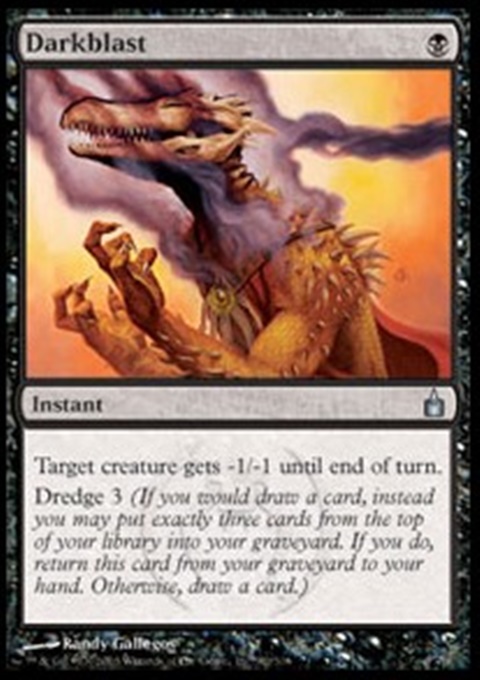 Darkblast
Instant
Target creature gets -1/-1 until end of turn.
Dredge 3 (If you would draw a card, instead
you may put exactly three cards from the top
of your library into your graveyard. If you do,
return this card from your graveyard to your
hand. Otherwise, draw a card.)
Randy Gallegos